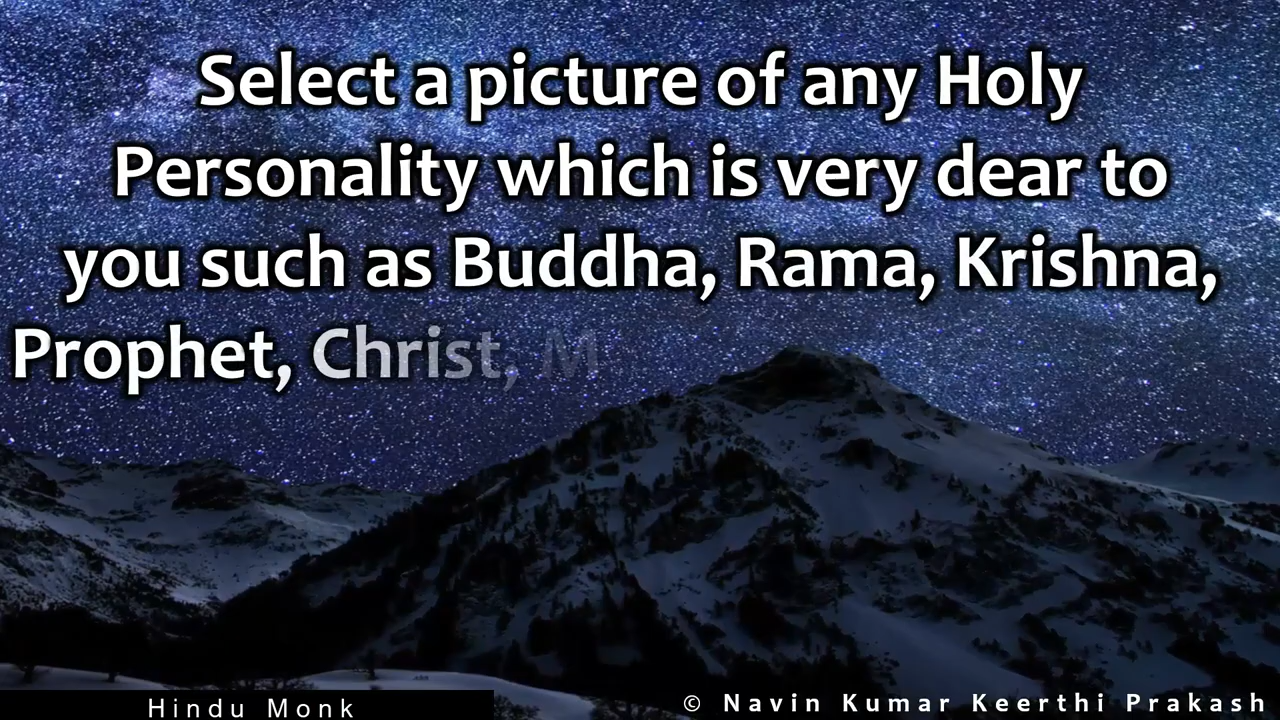 Select a picture of any Holy
Personality which is very dear to
you such as Buddha, Rama, Krishna,
Prophet, Christ, M
Hindu Monk
© Navin Kumar Keerthi Prakash